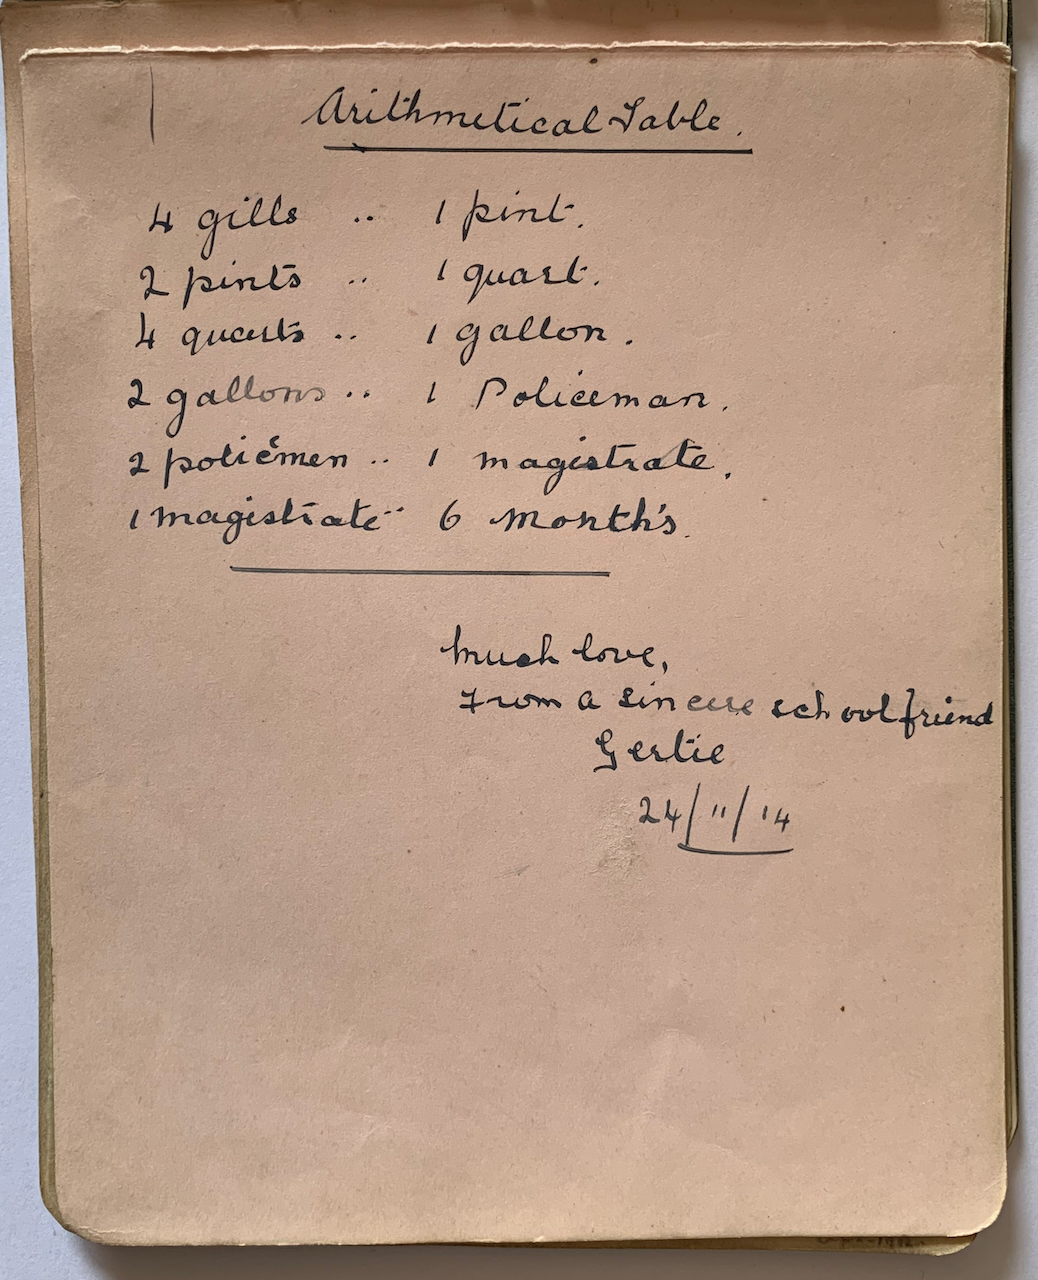 Arithmetical Table.
4 gills .. 1 pint.
2 pints .. 1 quart.
4 quarts .. 1 gallon.
2 gallons .. 1 Policeman.
2 policemen .. 1 magistrate.
1 magistrate .. 6 Month's.
Much love,
From a sincere schoolfriend
Gertie
24/11/14